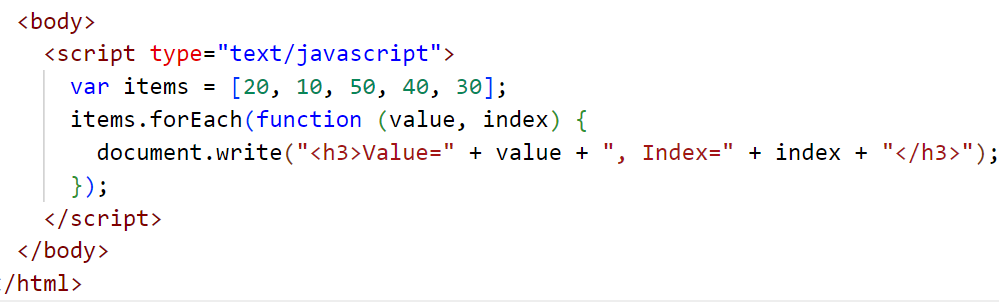 <body>
<script type="text/javascript">
var items = [20, 10, 50, 40, 30];
items.forEach(function (value, index) {
document.write("<h3>Value=" + value + ", Index=" + index + "</h3>");
});
</script>
</body>
/html>